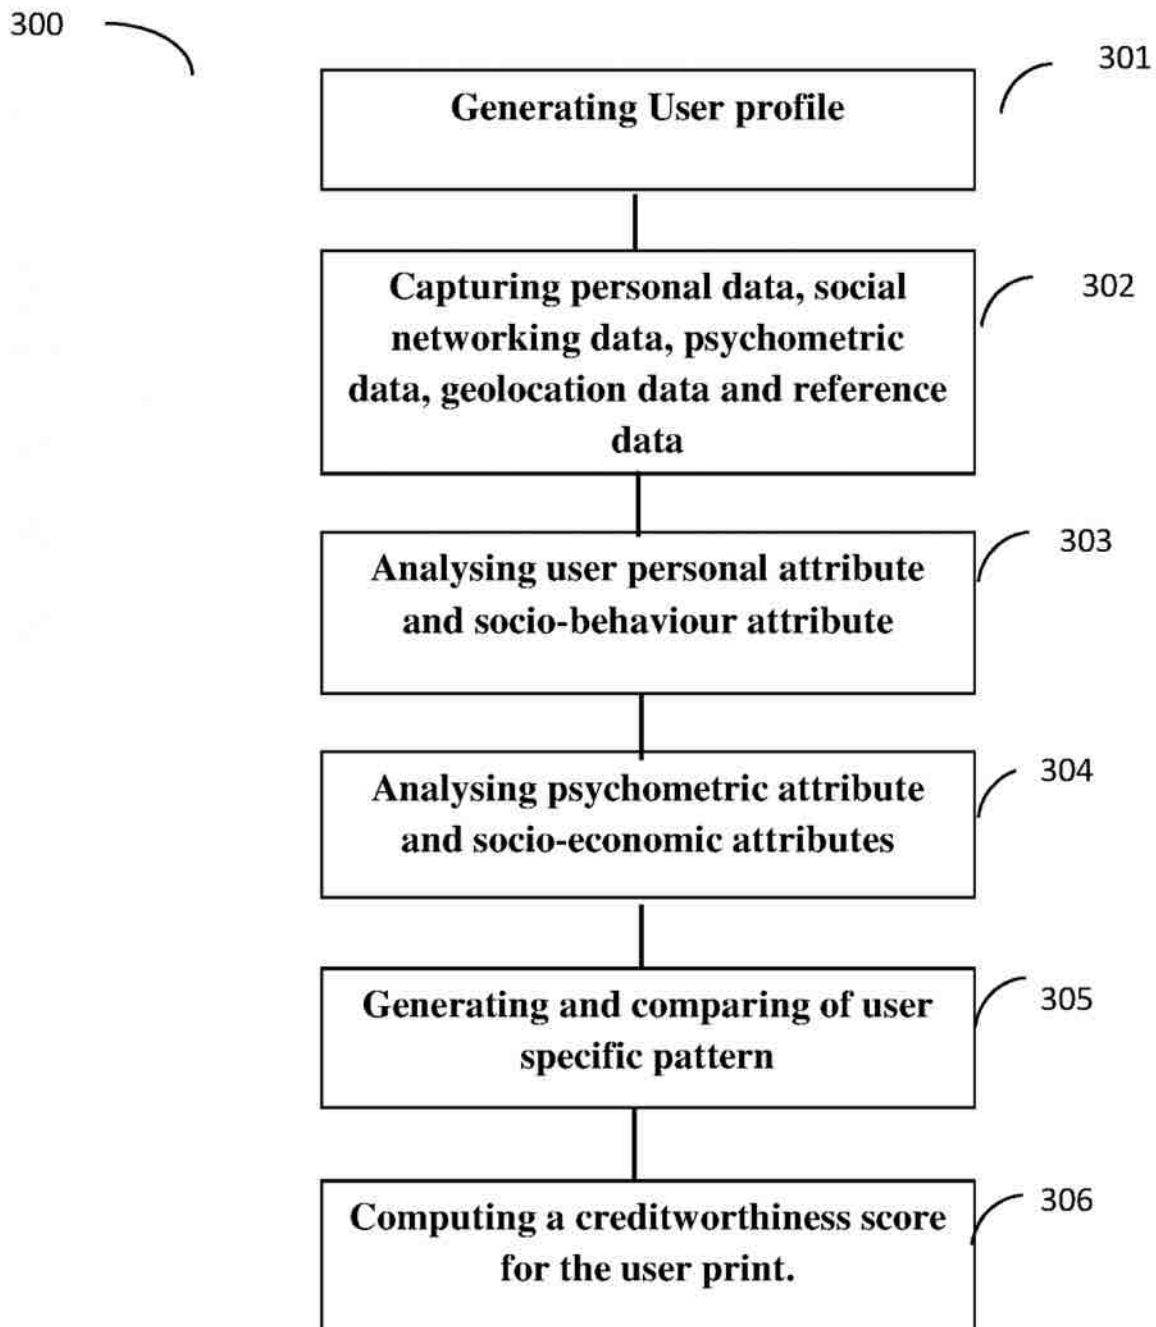 300
301
Generating User profile
302
Capturing personal data, social
networking data, psychometric
data, geolocation data and reference
data
303
Analysing user personal attribute
and socio-behaviour attribute
304
Analysing psychometric attribute
and socio-economic attributes
305
Generating and comparing of user
specific pattern
306
Computing a creditworthiness score
for the user print.